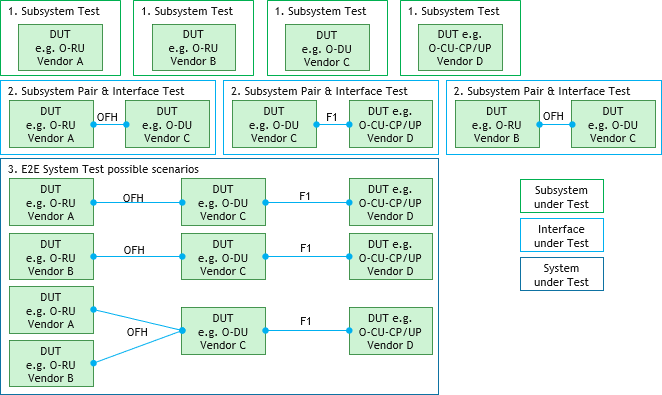 1. Subsystem Test
DUT
e.g. O-RU
Vendor A
1. Subsystem Test
DUT
e.g. O-RU
Vendor B
1. Subsystem Test
DUT
e.g. O-DU
Vendor C
1. Subsystem Test
DUT e.g.
O-CU-CP/UP
Vendor D
2. Subsystem Pair & Interface Test
DUT
e.g. O-RU
Vendor A
OFH
DUT
e.g. O-DU
Vendor C
2. Subsystem Pair & Interface Test
DUT
e.g. O-DU
Vendor C
F1
DUT e.g.
O-CU-CP/UP
Vendor D
2. Subsystem Pair & Interface Test
DUT
e.g. O-RU
Vendor B
OFH
DUT
e.g. O-DU
Vendor C
3. E2E System Test possible scenarios
DUT
e.g. O-RU
Vendor A
OFH
DUT
e.g. O-DU
Vendor C
F1
DUT e.g.
O-CU-CP/UP
Vendor D
DUT
e.g. O-RU
Vendor B
OFH
DUT
e.g. O-DU
Vendor C
F1
DUT e.g.
O-CU-CP/UP
Vendor D
DUT
e.g. O-RU
Vendor A
DUT
e.g. O-RU
Vendor B
OFH
DUT
e.g. O-DU
Vendor C
F1
DUT e.g.
O-CU-CP/UP
Vendor D
Subsystem
under Test
Interface
under Test
System
under Test